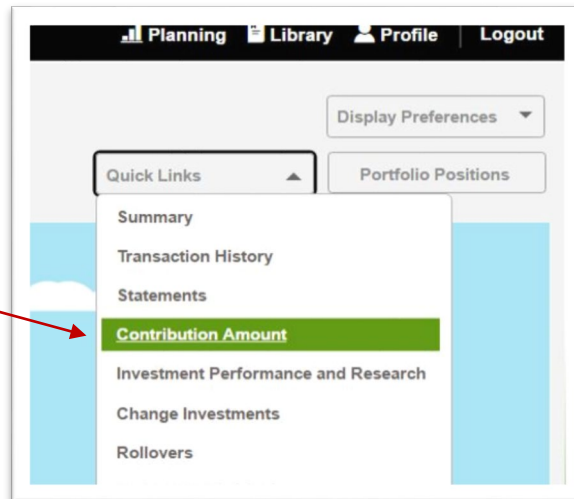 Planning Library Profile Logout
Display Preferences
Quick Links Portfolio Positions
Summary
Transaction History
Statements
Contribution Amount
Investment Performance and Research
Change Investments
Rollovers